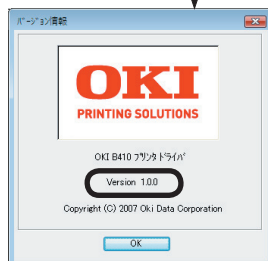 ﾊﾞｰｼﾞｮﾝ情報
OKI
PRINTING SOLUTIONS
OKI B410 ﾌﾟﾘﾝﾀ ﾄﾞﾗｲﾊﾞ
Version 1.0.0
Copyright (C) 2007 Oki Data Corporation
OK